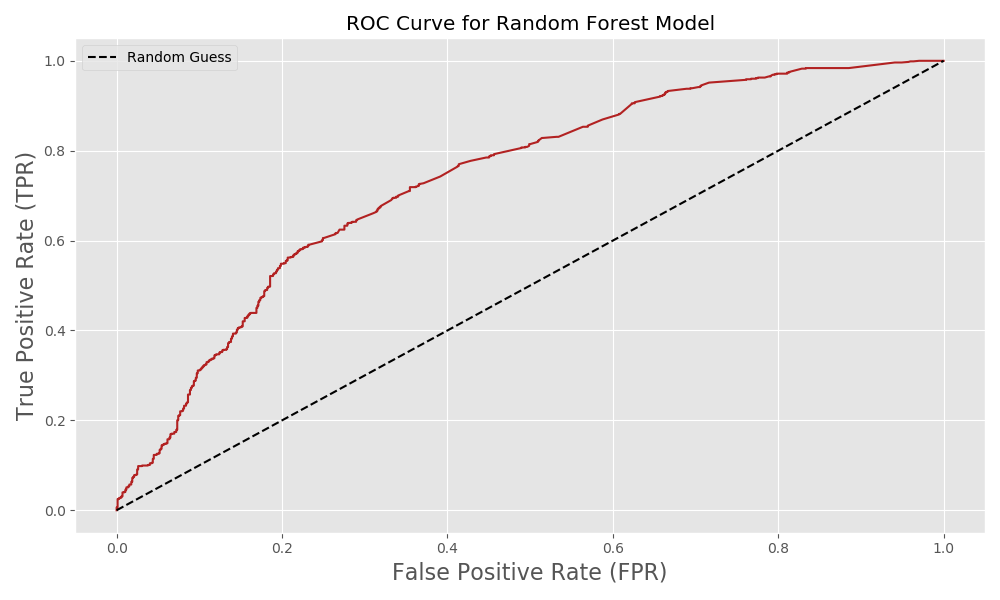 ROC Curve for Random Forest Model
Random Guess
1.0
0.8
0.6
0.4
0.2
0.0
True Positive Rate (TPR)
0.0 0.2 0.4 0.6 0.8 1.0
False Positive Rate (FPR)